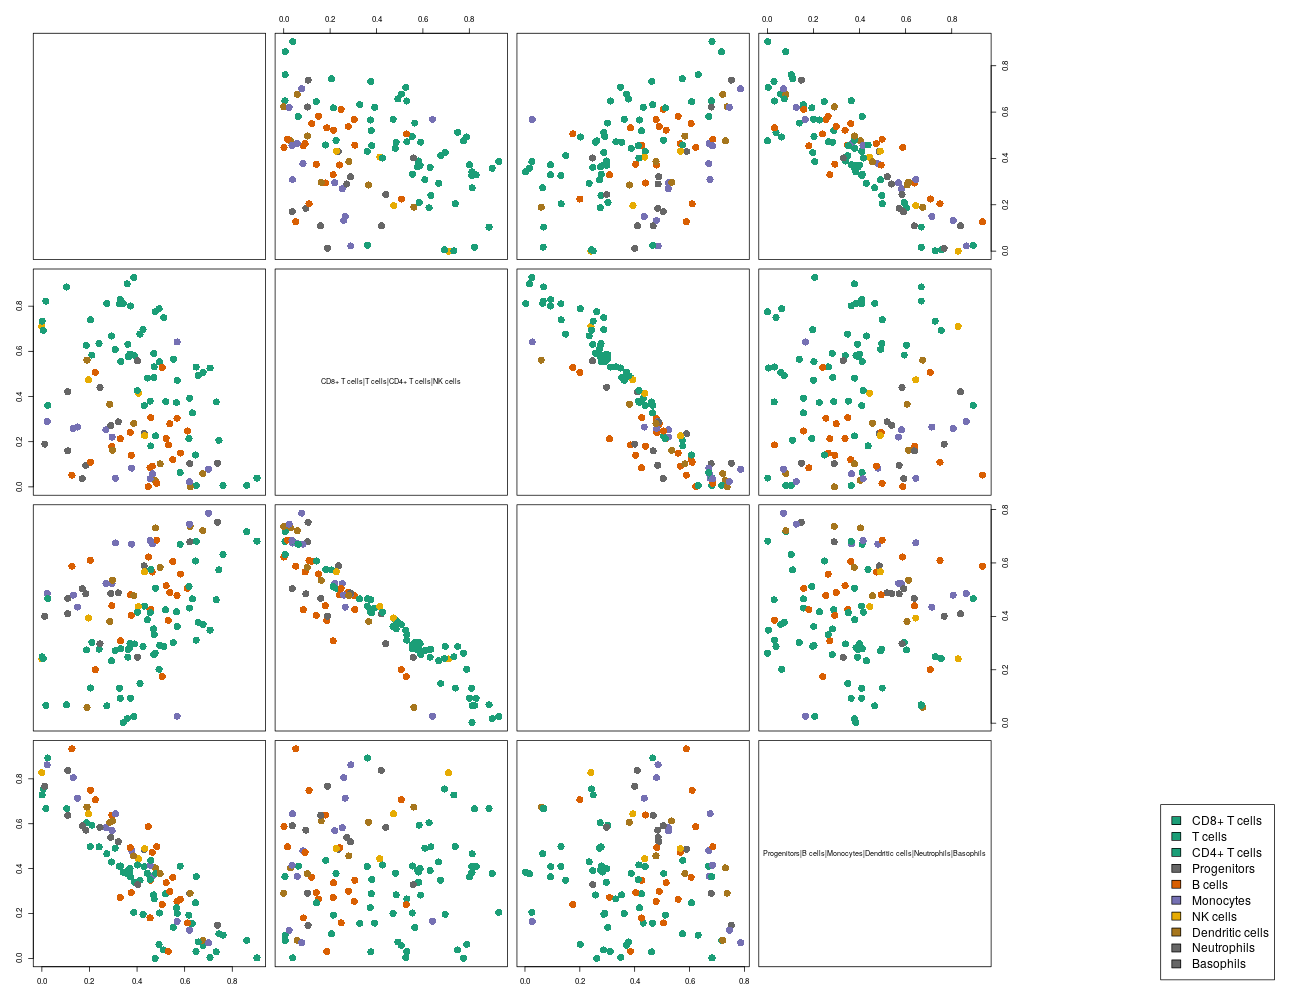 0.0 0.2 0.4 0.6 0.8
0.0 0.2 0.4 0.6 0.8
0.0 0.2 0.4 0.6 0.8
0.0 0.2 0.4 0.6 0.8
CD8+ T cells|T cells|CD4+ T cells|NK cells
0.0 0.2 0.4 0.6 0.8
0.0 0.2 0.4 0.6 0.8
Progenitors|B cells|Monocytes|Dendritic cells|Neutrophils|Basophils
0.0 0.2 0.4 0.6 0.8
0.0 0.2 0.4 0.6 0.8
CD8+ T cells
T cells
CD4+ T cells
Progenitors
B cells
Monocytes
NK cells
Dendritic cells
Neutrophils
Basophils